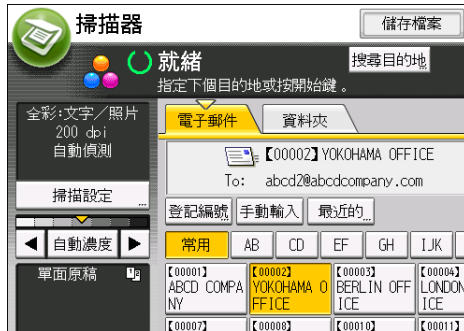 掃描器
儲存檔案
就緒
搜尋目的地
指定下個目的地或按開始鍵。
全彩:文字／照片
200 dpi
自動偵測
掃描設定
自動濃度
單面原稿
電子郵件
資料夾
【00002】YOKOHAMA OFFICE
To: abcd2@abcdcompany.com
登記編號
手動輸入
最近的
常用
AB
CD
EF
GH
IJK
【00001】
ABCD COMPA
NY
【00002】
YOKOHAMA O
FFICE
【00003】
BERLIN OFF
ICE
【00004】
LONDON
ICE
【00007】
【00008】
【00010】
【00011】